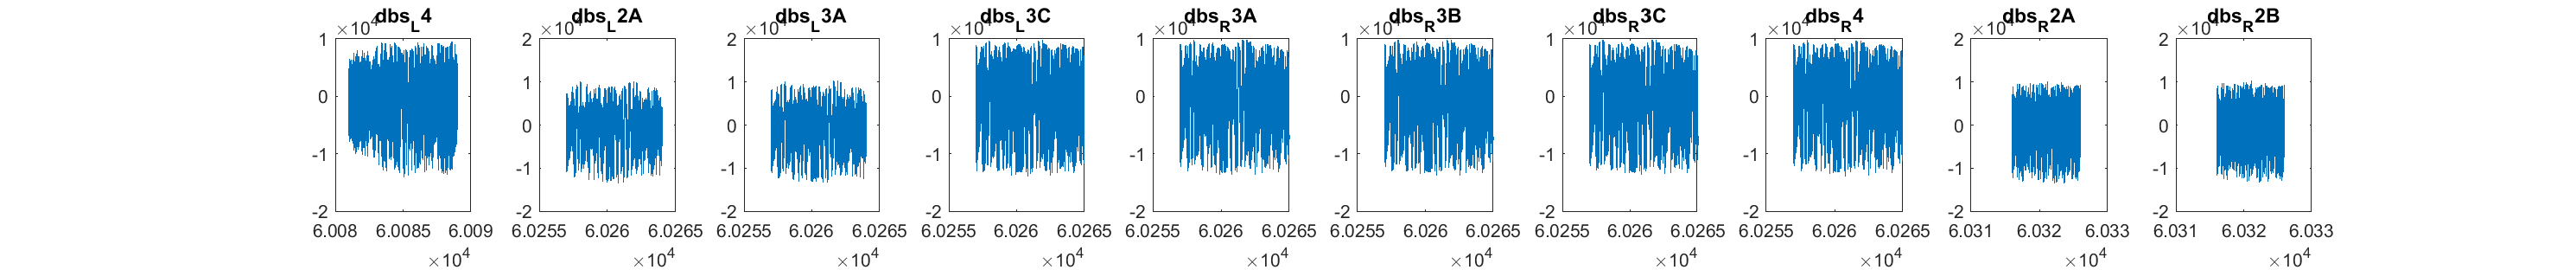 dbs_L4 dbs_L2A dbs_L3A dbs_L3C dbs_R3A dbs_R3B dbs_R3C dbs_R4 dbs_R2A dbs_R2B
×10^4 ×10^4 ×10^4 ×10^4 ×10^4 ×10^4 ×10^4 ×10^4 ×10^4 ×10^4
1 2 2 1 1 1 1 1 2 2
1 1 1 1
0 0 0 0 0 0
0 0 0 0
-1 -1 -1 -1 -1 -1
-1 -1 -1 -1
-2 -2 -2 -2 -2 -2 -2 -2 -2 -2
6.008 6.0085 6.009 6.0255 6.026 6.0265 6.0255 6.026 6.0265 6.0255 6.026 6.0265 6.0255 6.026 6.0265 6.0255 6.026 6.0265 6.0255 6.026 6.0265 6.0255 6.026 6.0265 6.031 6.032 6.033 6.031 6.032 6.033
×10^4 ×10^4 ×10^4 ×10^4 ×10^4 ×10^4 ×10^4 ×10^4 ×10^4 ×10^4